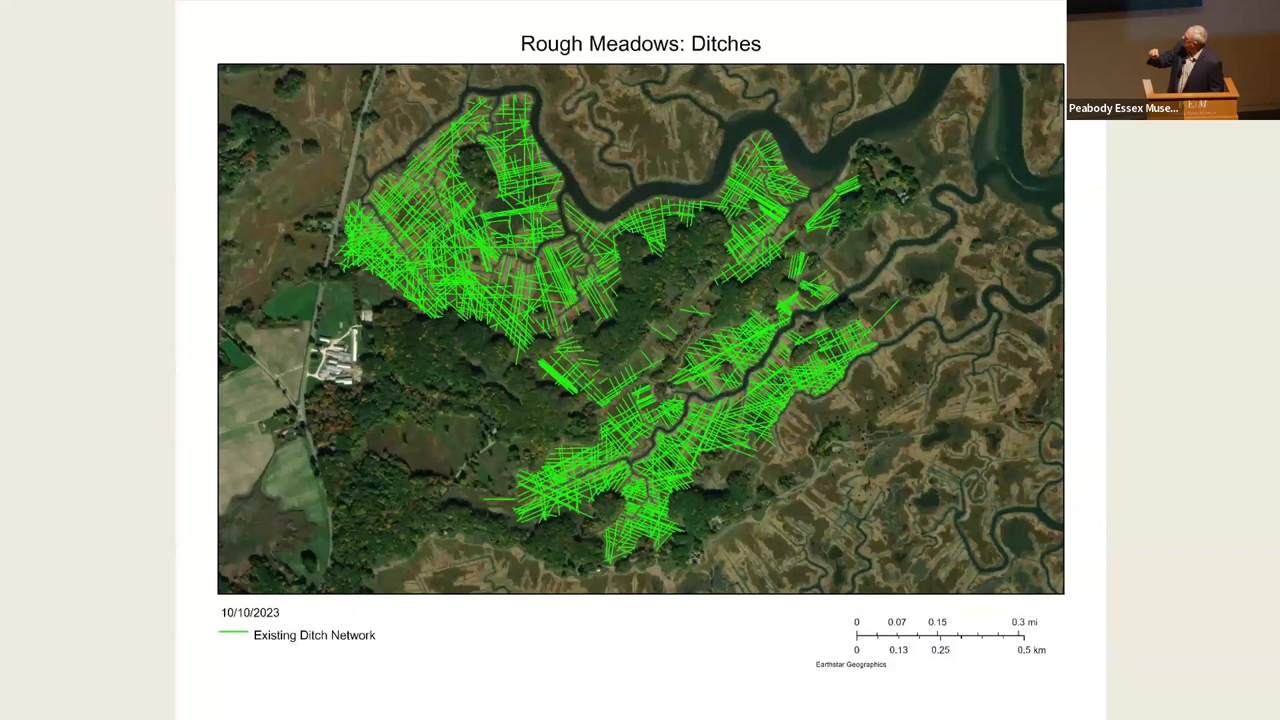 Rough Meadows: Ditches
Peabody Essex Muse...
10/10/2023
Existing Ditch Network
0 0.07 0.15 0.3 mi
0 0.13 0.25 0.5 km
Earthstar Geographics